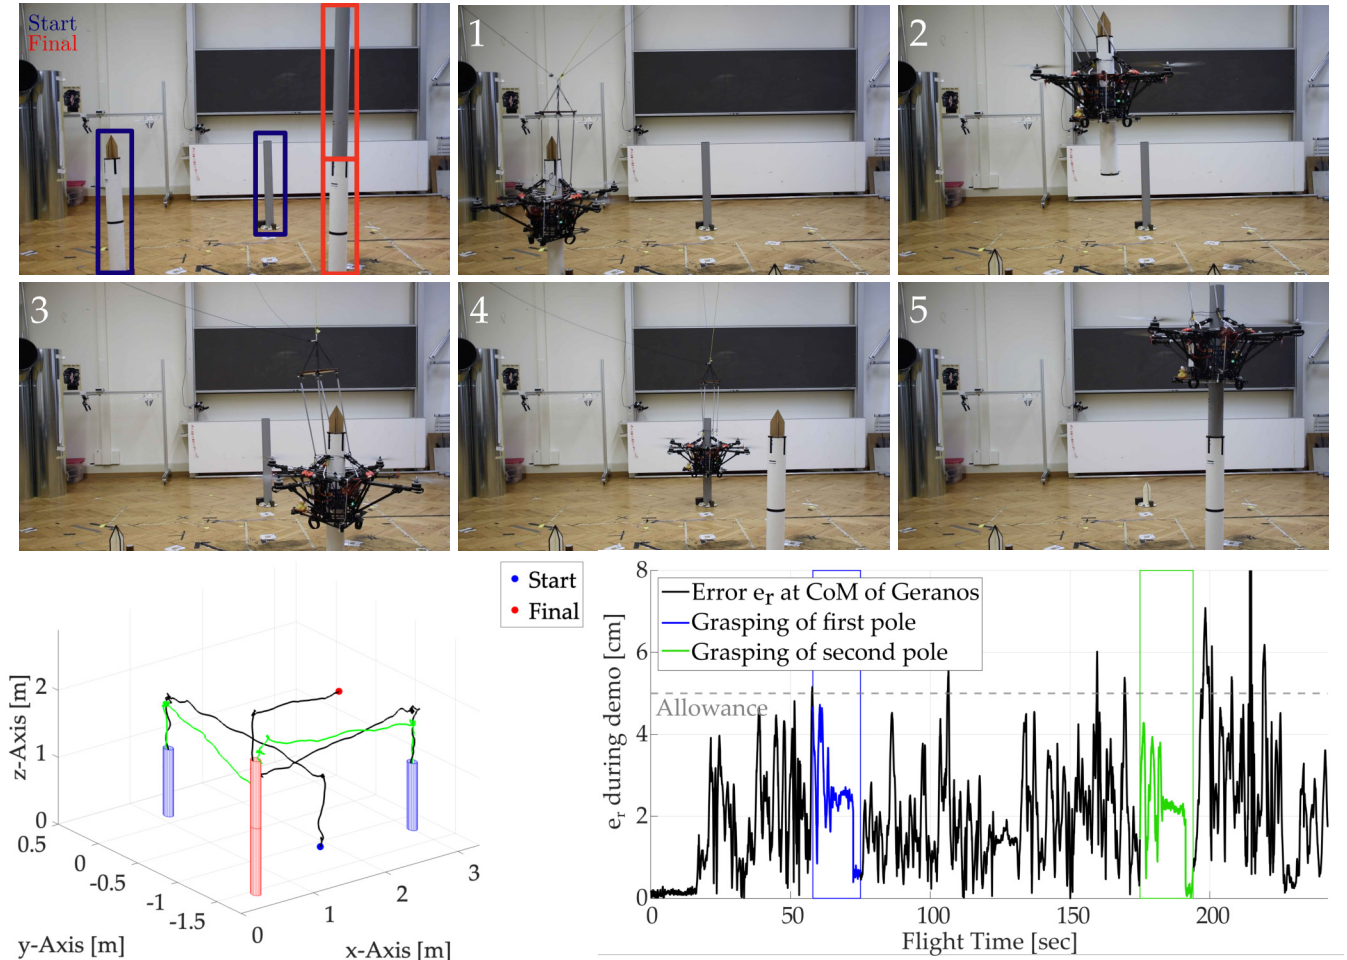 Start
Final
1
2
3
4
5
Start
Final
z-Axis [m]
2
1
0
0.5
0
-0.5
-1
-1.5
0
1
2
3
y-Axis [m]
x-Axis [m]
e_r during demo [cm]
8
6
4
2
0
Error e_r at CoM of Geranos
Grasping of first pole
Grasping of second pole
Allowance
0
50
100
150
200
Flight Time [sec]